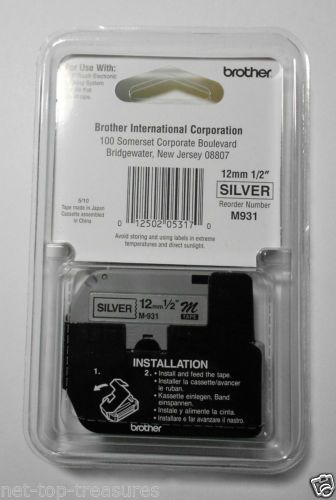 For Use With:
Touch Electronic
System
brother
Brother International Corporation
100 Somerset Corporate Boulevard
Bridgewater, New Jersey 08807
12mm 1/2"
SILVER
Reorder Number
M931
5/10
Tape made in Japan
Cassette assembled
in China
0 12502 05317 0
Avoid storing and using labels in extreme
temperatures and direct sunlight.
SILVER
12mm 1/2"
M
TAPE
M-931
INSTALLATION
1.
2. • Install and feed the tape.
• Installer la cassette/avancer
le ruban.
• Kassette einlegen, Band
einspannen.
• Instale y alimente la cinta.
• Installare e far avanzare il nastro.
brother
net-top-treasures